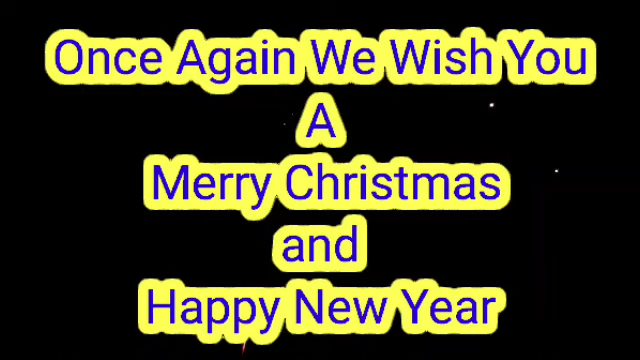 Once Again We Wish You
A
Merry Christmas
and
Happy New Year